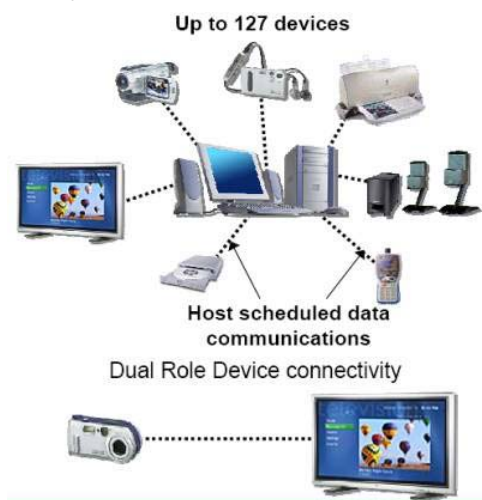 Up to 127 devices
Host scheduled data
communications
Dual Role Device connectivity